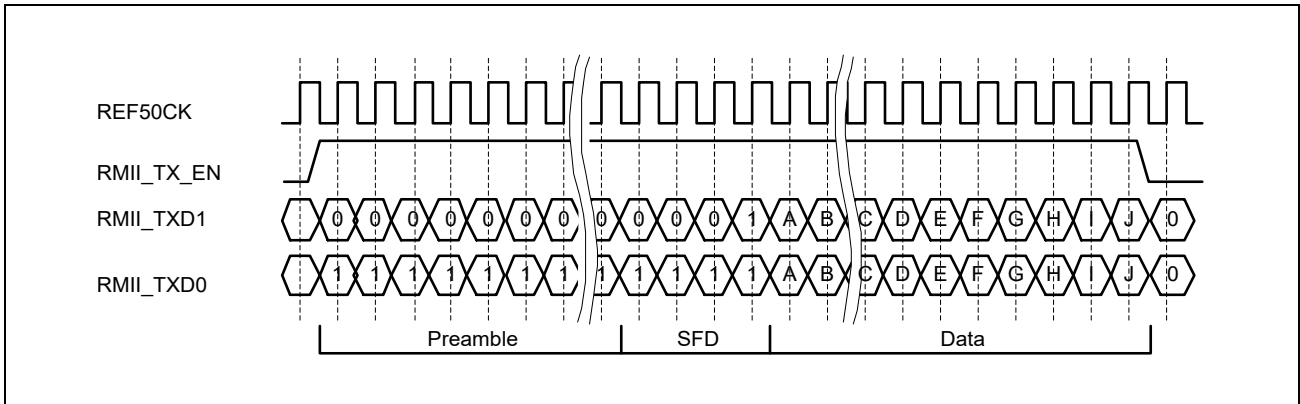 REF50CK
RMII_TX_EN
RMII_TXD1 0 0 0 0 0 0 0 0 0 0 0 1 A B C D E F G H I J 0
RMII_TXD0 1 1 1 1 1 1 1 1 1 1 1 1 A B C D E F G H I J 0
Preamble SFD Data